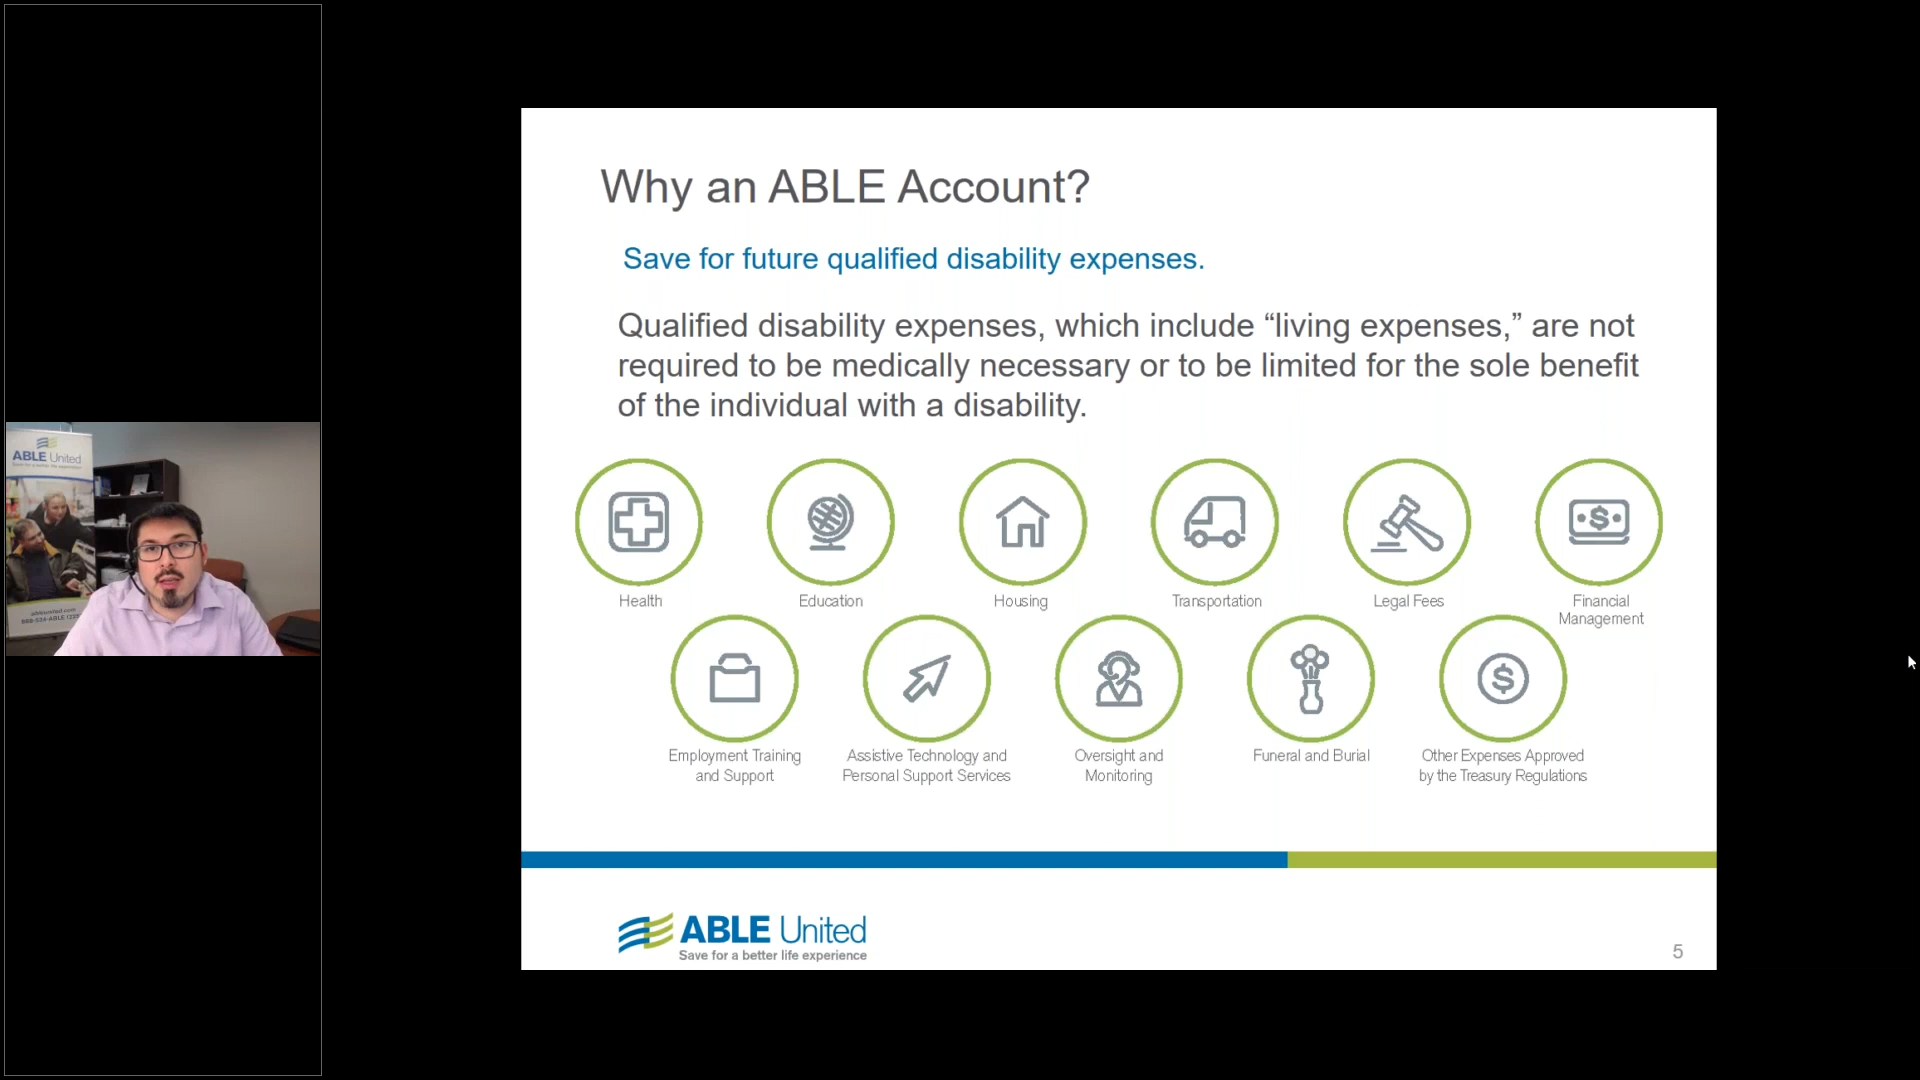 Why an ABLE Account?
Save for future qualified disability expenses.
Qualified disability expenses, which include “living expenses,” are not
required to be medically necessary or to be limited for the sole benefit
of the individual with a disability.
Health
Education
Housing
Transportation
Legal Fees
Financial
Management
Employment Training
and Support
Assistive Technology and
Personal Support Services
Oversight and
Monitoring
Funeral and Burial
Other Expenses Approved
by the Treasury Regulations
ABLE United
Save for a better life experience
5
ABLE United